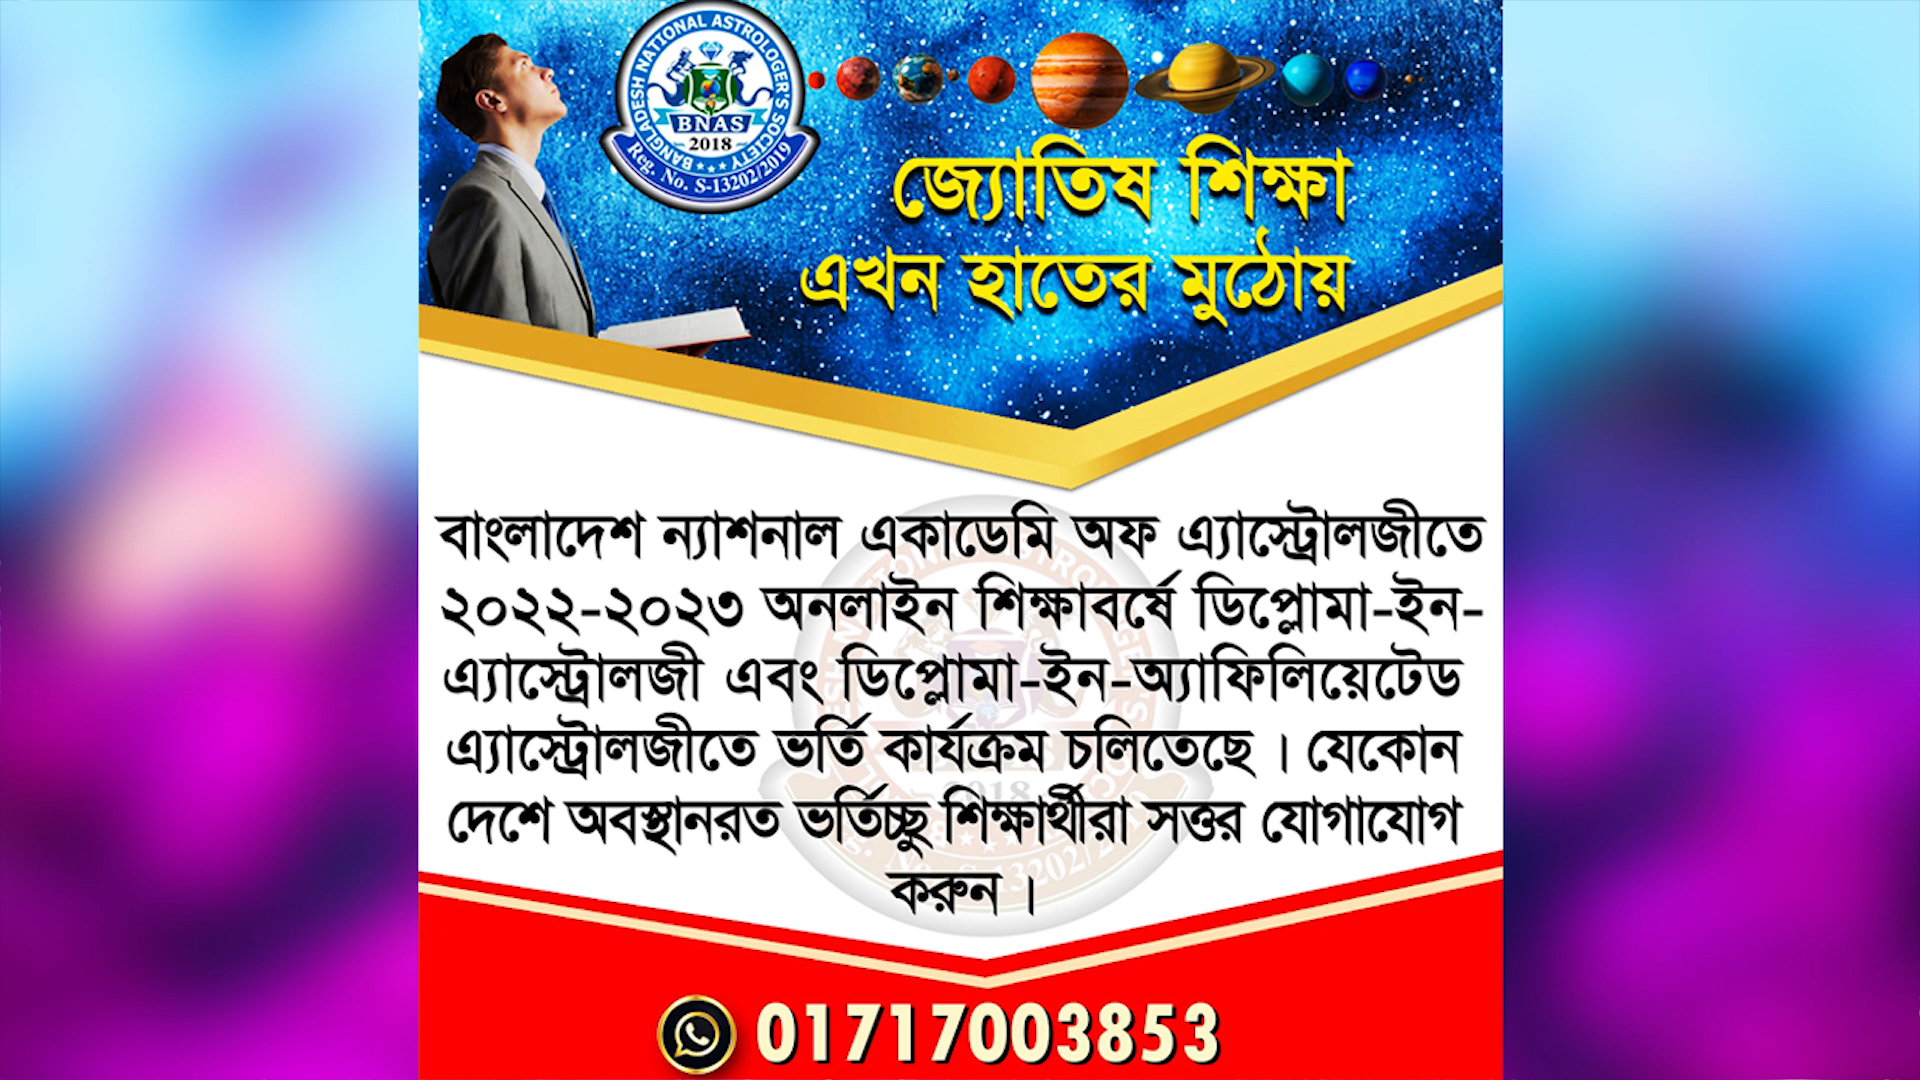 BANGLADESH NATIONAL ASTROLOGER'S SOCIETY
BNAS
2018
Reg. No. S-13202/2019
জ্যোতিষ শিক্ষা
এখন হাতের মুঠোয়
বাংলাদেশ ন্যাশনাল একাডেমি অফ এ্যাস্ট্রোলজীতে
২০২২-২০২৩ অনলাইন শিক্ষাবর্ষে ডিপ্লোমা-ইন-
এ্যাস্ট্রোলজী এবং ডিপ্লোমা-ইন-অ্যাফিলিয়েটেড
এ্যাস্ট্রোলজীতে ভর্তি কার্যক্রম চলিতেছে । যেকোন
দেশে অবস্থানরত ভর্তিচ্ছু শিক্ষার্থীরা সত্তর যোগাযোগ
করুন ।
01717003853